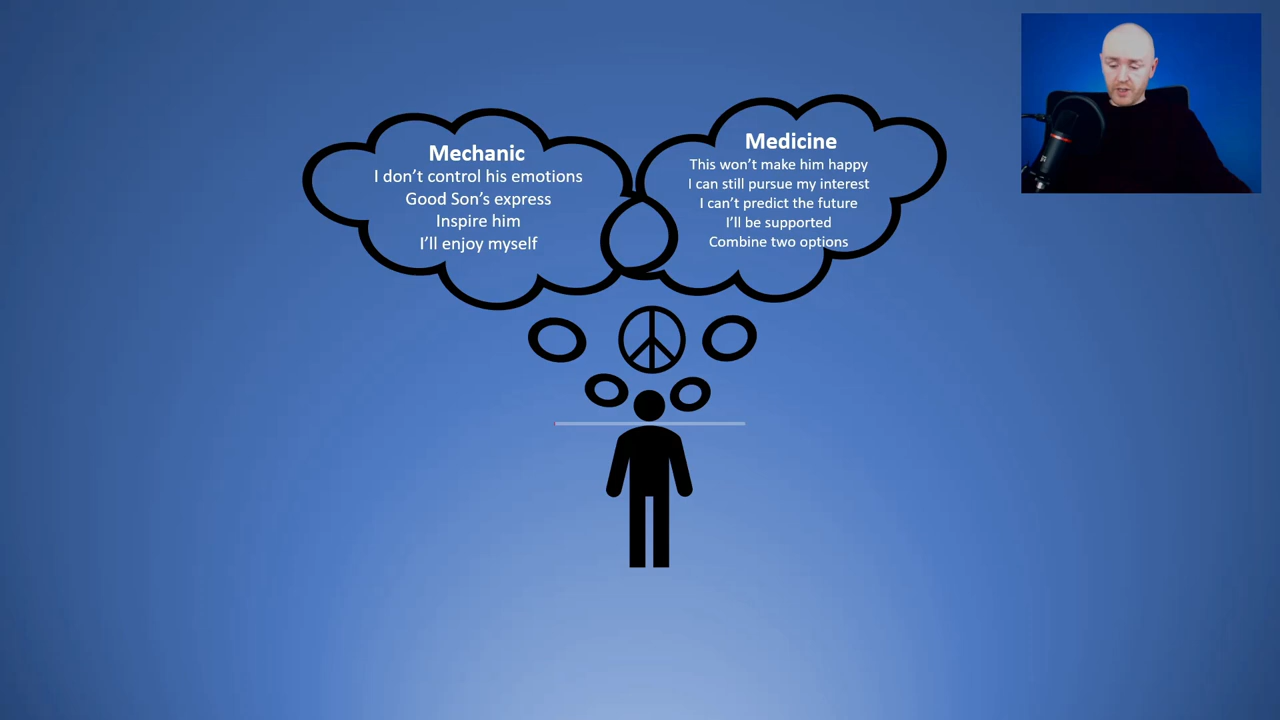 Mechanic
I don't control his emotions
Good Son's express
Inspire him
I'll enjoy myself
Medicine
This won't make him happy
I can still pursue my interest
I can't predict the future
I'll be supported
Combine two options